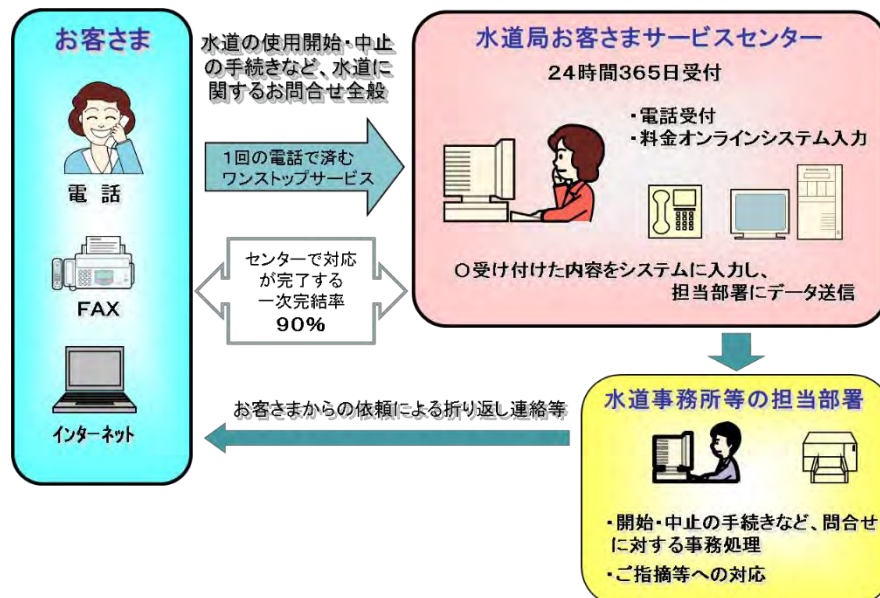 お客さま
電 話
FAX
インターネット
水道の使用開始・中止
の手続きなど、水道に
関するお問合せ全般
1回の電話で済む
ワンストップサービス
センターで対応
が完了する
一次完結率
90%
水道局お客さまサービスセンター
24時間365日受付
・電話受付
・料金オンラインシステム入力
〇受け付けた内容をシステムに入力し、
担当部署にデータ送信
お客さまからの依頼による折り返し連絡等
水道事務所等の担当部署
・開始・中止の手続きなど、問合せ
に対する事務処理
・ご指摘等への対応